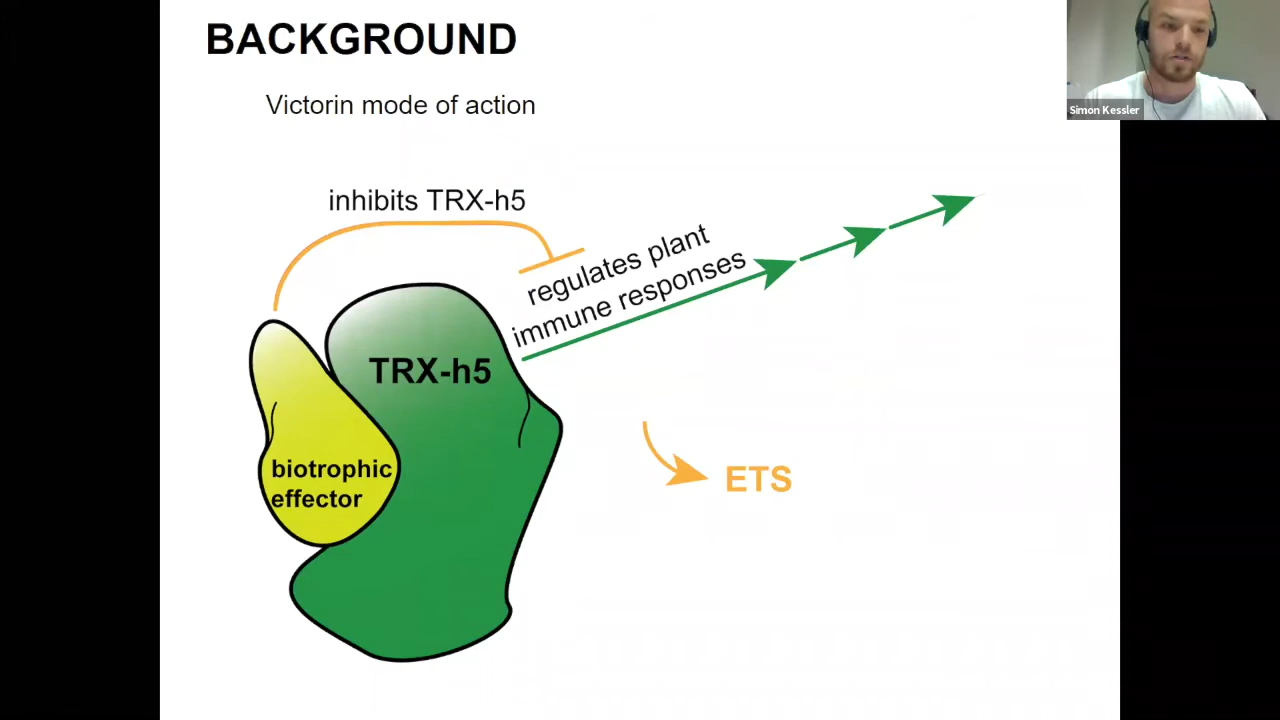 BACKGROUND
Simon Kessler
Victorin mode of action
inhibits TRX-h5
regulates plant
immune responses
TRX-h5
biotrophic
effector
ETS